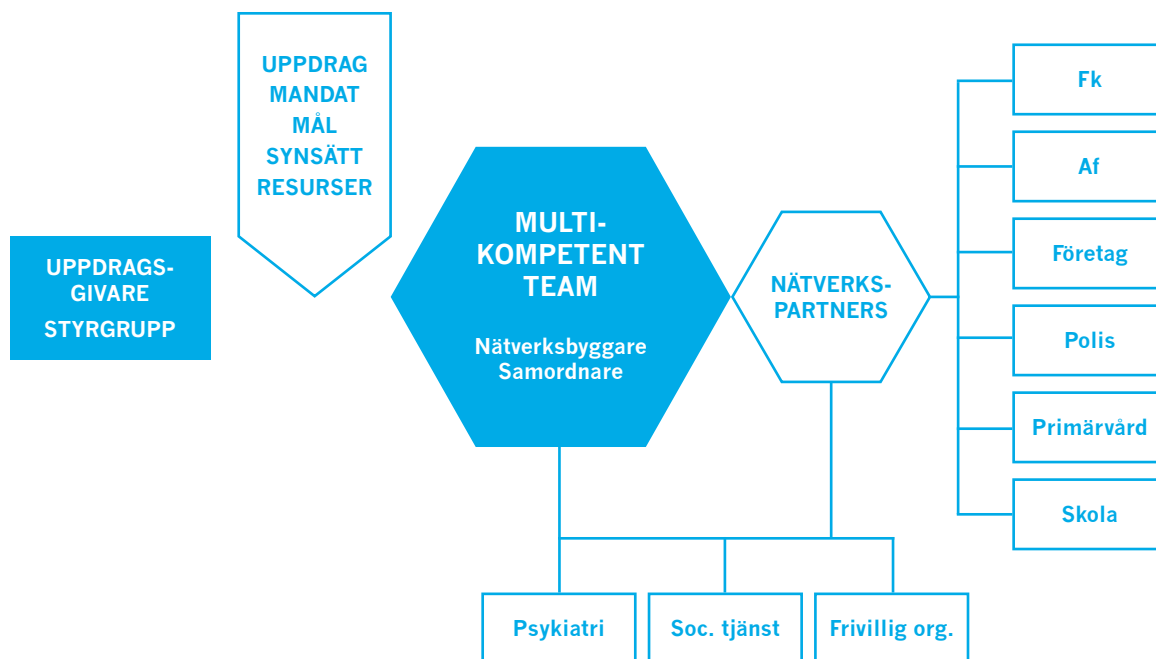 UPPDRAGS-
GIVARE
STYRGRUPP
UPPDRAG
MANDAT
MÅL
SYNSÄTT
RESURSER
MULTI-
KOMPETENT
TEAM
Nätverksbyggare
Samordnare
NÄTVERKS-
PARTNERS
Fk
Af
Företag
Polis
Primärvård
Skola
Psykiatri
Soc. tjänst
Frivillig org.